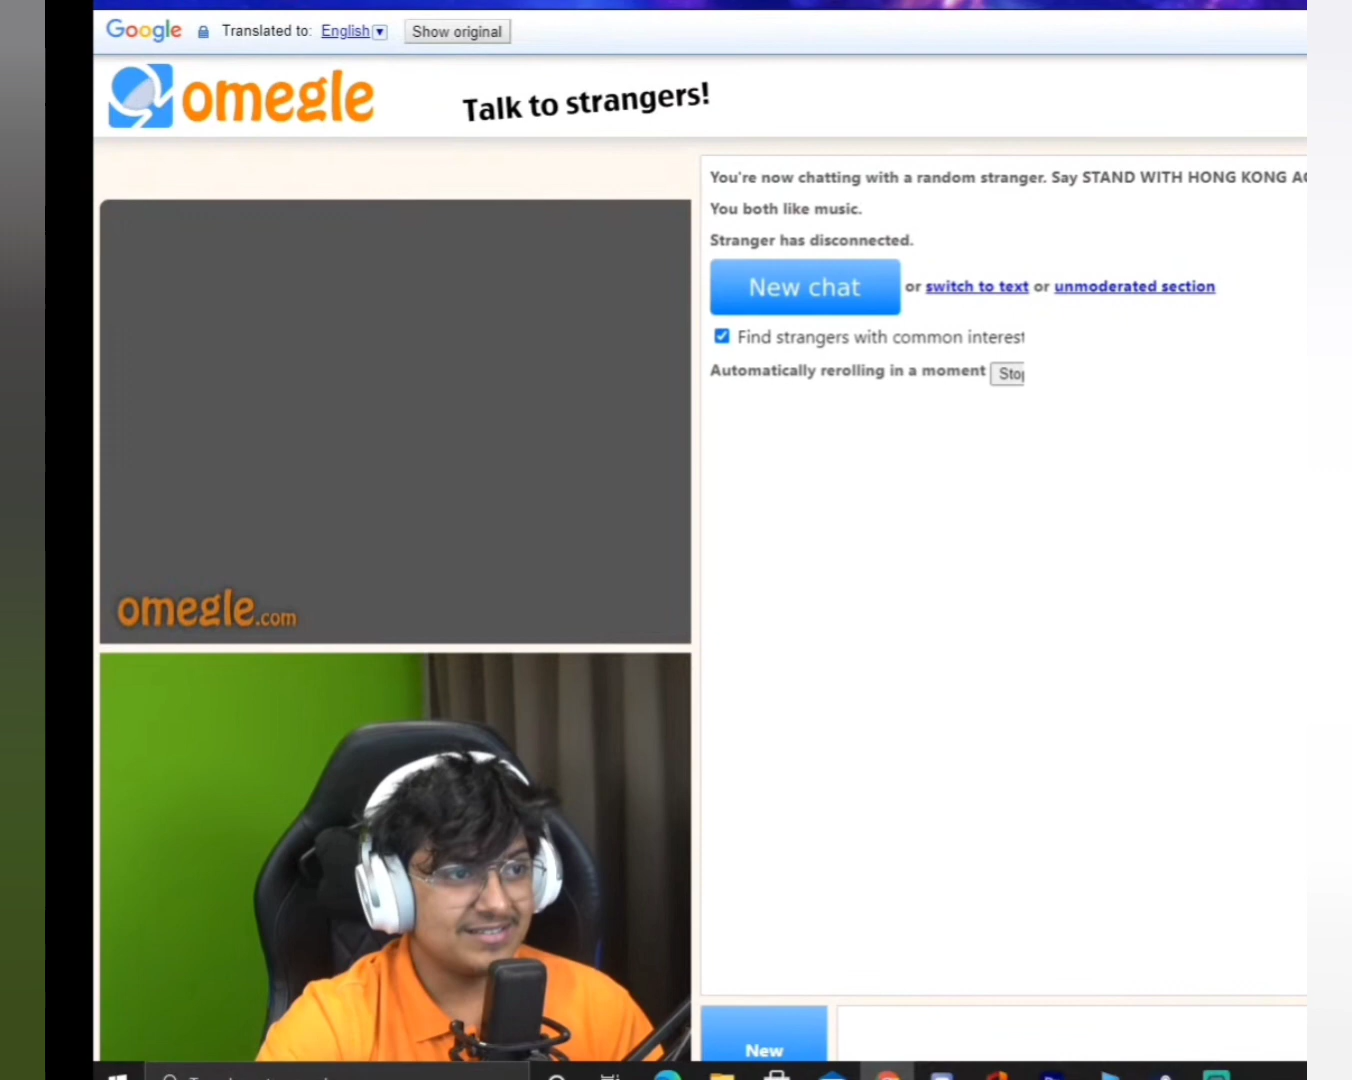 Google Translated to: English Show original
omegle Talk to strangers!
You're now chatting with a random stranger. Say STAND WITH HONG KONG
You both like music.
Stranger has disconnected.
New chat or switch to text or unmoderated section
Find strangers with common interest
Automatically rerolling in a moment Stop
omegle.com
New